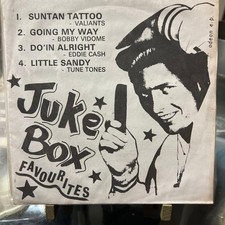 1. SUNTAN TATTOO
- VALIANTS
2. GOING MY WAY
- BOBBY VIDOME
3. DO'IN ALRIGHT
- EDDIE CASH
4. LITTLE SANDY
- TUNE TONES
JUKE
BOX
FAVOURITES
odeon e.p.